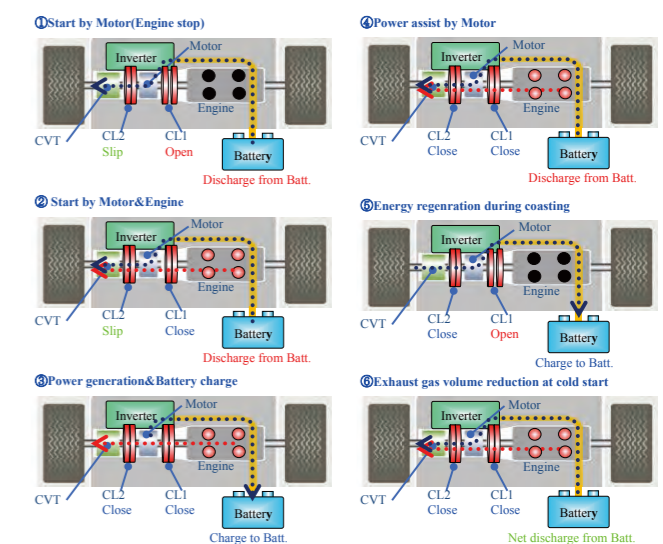 ①Start by Motor(Engine stop)
Inverter
Motor
Engine
CVT
CL2
Slip
CL1
Open
Battery
Discharge from Batt.
② Start by Motor&Engine
Inverter
Motor
Engine
CVT
CL2
Slip
CL1
Close
Battery
Discharge from Batt.
③Power generation&Battery charge
Inverter
Motor
Engine
CVT
CL2
Close
CL1
Close
Battery
Charge to Batt.
④Power assist by Motor
Inverter
Motor
Engine
CVT
CL2
Close
CL1
Close
Battery
Discharge from Batt.
⑤Energy regenration during coasting
Inverter
Motor
Engine
CVT
CL2
Close
CL1
Open
Battery
Charge to Batt.
⑥Exhaust gas volume reduction at cold start
Inverter
Motor
Engine
CVT
CL2
Close
CL1
Close
Battery
Net discharge from Batt.